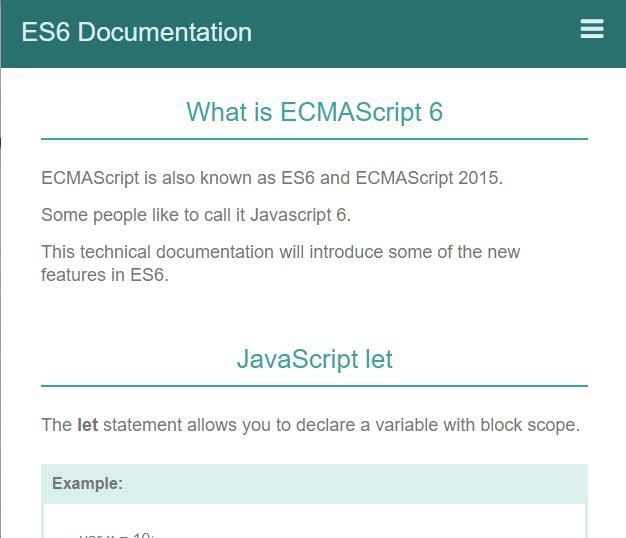 ES6 Documentation
What is ECMAScript 6
ECMAScript is also known as ES6 and ECMAScript 2015.
Some people like to call it Javascript 6.
This technical documentation will introduce some of the new
features in ES6.
JavaScript let
The let statement allows you to declare a variable with block scope.
Example:
var x = 10;